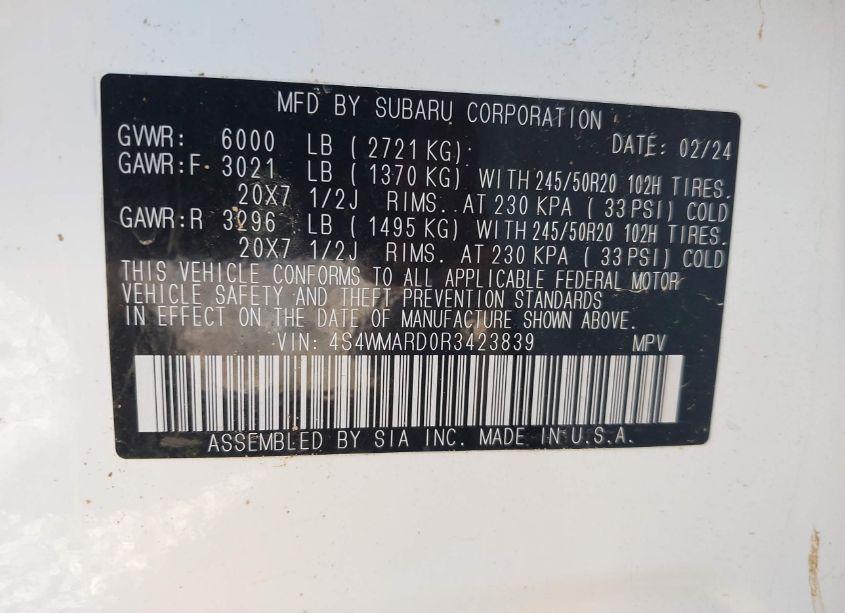 MFD BY SUBARU CORPORATION
GVWR: 6000 LB ( 2721 KG): DATE: 02/24
GAWR:F 3021 LB ( 1370 KG) WITH 245/50R20 102H TIRES.
20X7 1/2J RIMS. AT 230 KPA ( 33 PSI) COLD
GAWR:R 3296 LB ( 1495 KG) WITH 245/50R20 102H TIRES.
20X7 1/2J RIMS. AT 230 KPA ( 33 PSI) COLD
THIS VEHICLE CONFORMS TO ALL APPLICABLE FEDERAL MOTOR
VEHICLE SAFETY AND THEFT PREVENTION STANDARDS
IN EFFECT ON THE DATE OF MANUFACTURE SHOWN ABOVE.
VIN: 4S4WMARD0R3423839 MPV
ASSEMBLED BY SIA INC. MADE IN U.S.A.